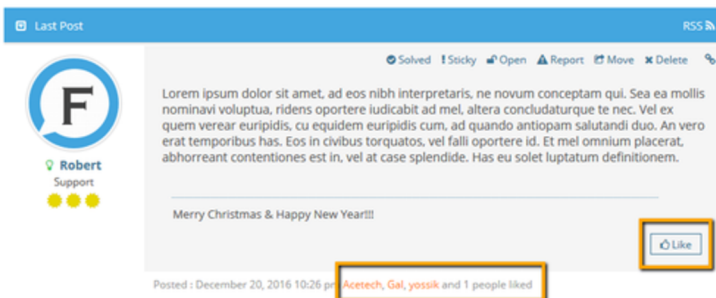 Last Post RSS
Solved Sticky Open Report Move Delete
F
Lorem ipsum dolor sit amet, ad eos nibh interpretaris, ne novum conceptam qui. Sea ea mollis
nominavi voluptua, ridens oportere iudicabit ad mel, altera concludaturque te nec. Vel ex
quem verear euripidis, cu equidem euripidis cum, ad quando antiopam salutandi duo. An vero
erat temporibus has. Eos in civibus torquatos, vel falli oportere id. Et mel omnium placerat,
abhorreant contentiones est in, vel at case splendide. Has eu solet luptatum definitionem.
Robert
Support
Merry Christmas & Happy New Year!!!
Like
Posted : December 20, 2016 10:26 pm Acetech, Gal, yossik and 1 people liked